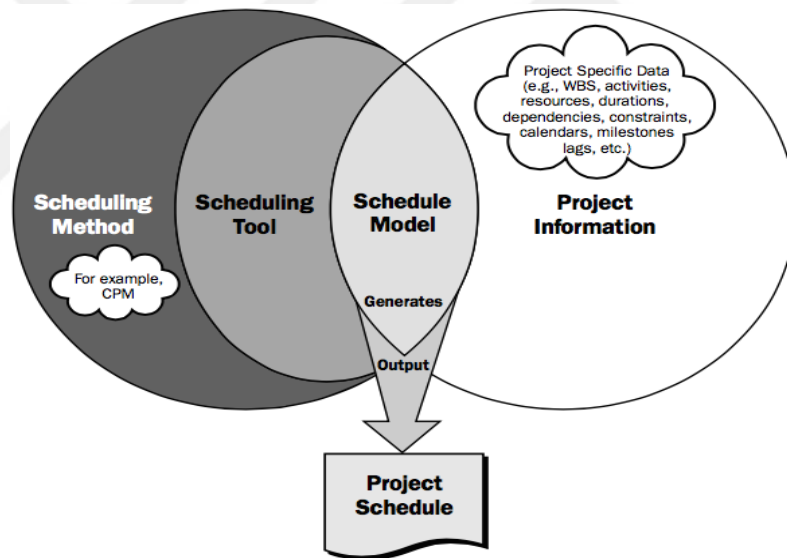 Project Specific Data
(e.g., WBS, activities,
resources, durations,
dependencies, constraints,
calendars, milestones
lags, etc.)
Scheduling
Method
Scheduling
Tool
Schedule
Model
Project
Information
For example,
CPM
Generates
Output
Project
Schedule